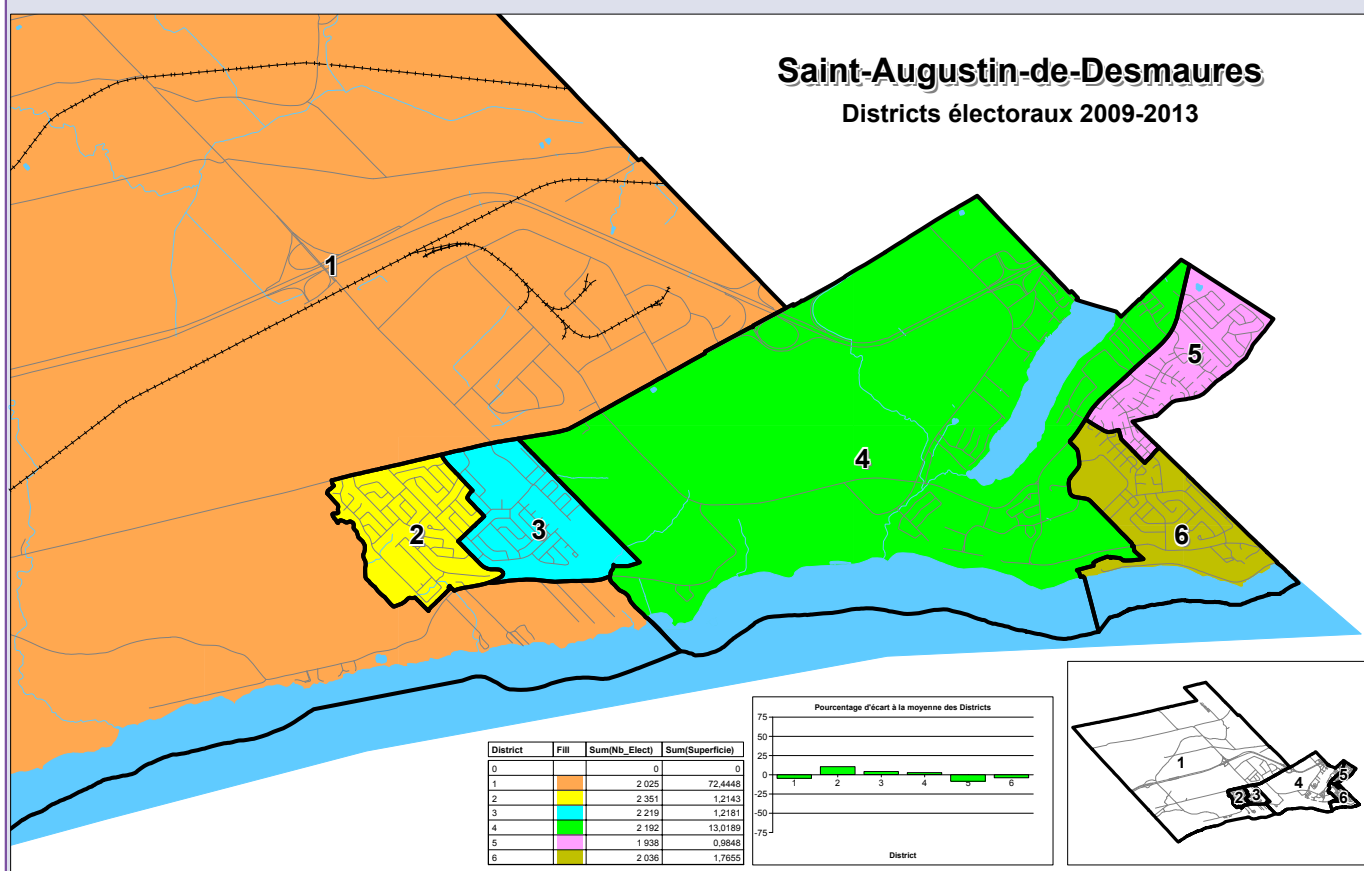 Saint-Augustin-de-Desmaures
Districts électoraux 2009-2013
1
2
3
4
5
6
District Fill Sum(Nb_Elect) Sum(Superficie)
0 0 0
1 2 025 72,4448
2 2 351 1,2143
3 2 219 1,2181
4 2 192 13,0189
5 1 938 0,9848
6 2 036 1,7655
Pourcentage d'écart à la moyenne des Districts
75
50
25
0
-25
-50
-75
1 2 3 4 5 6
District
1
2
3
4
5
6